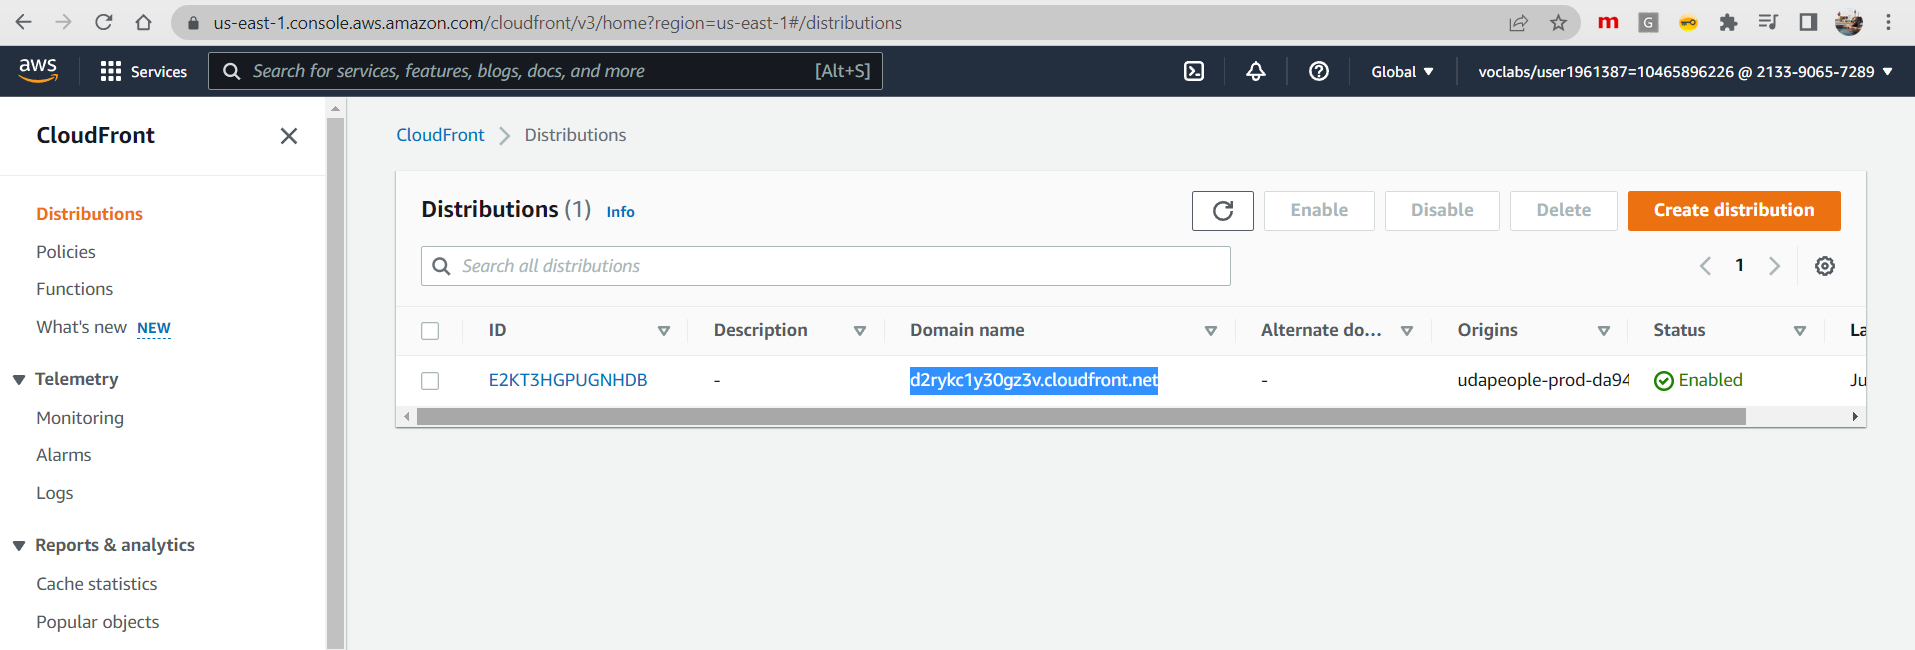 us-east-1.console.aws.amazon.com/cloudfront/v3/home?region=us-east-1#/distributions
m G
aws Services Search for services, features, blogs, docs, and more [Alt+S] Global voclabs/user1961387=10465896226 @ 2133-9065-7289
CloudFront
Distributions
Policies
Functions
What's new NEW
Telemetry
Monitoring
Alarms
Logs
Reports & analytics
Cache statistics
Popular objects
CloudFront Distributions
Distributions (1) Info Enable Disable Delete Create distribution
Search all distributions 1
ID Description Domain name Alternate do... Origins Status La
E2KT3HGPUGNHDB - d2rykc1y30gz3v.cloudfront.net - udapeople-prod-da94 Enabled Ju